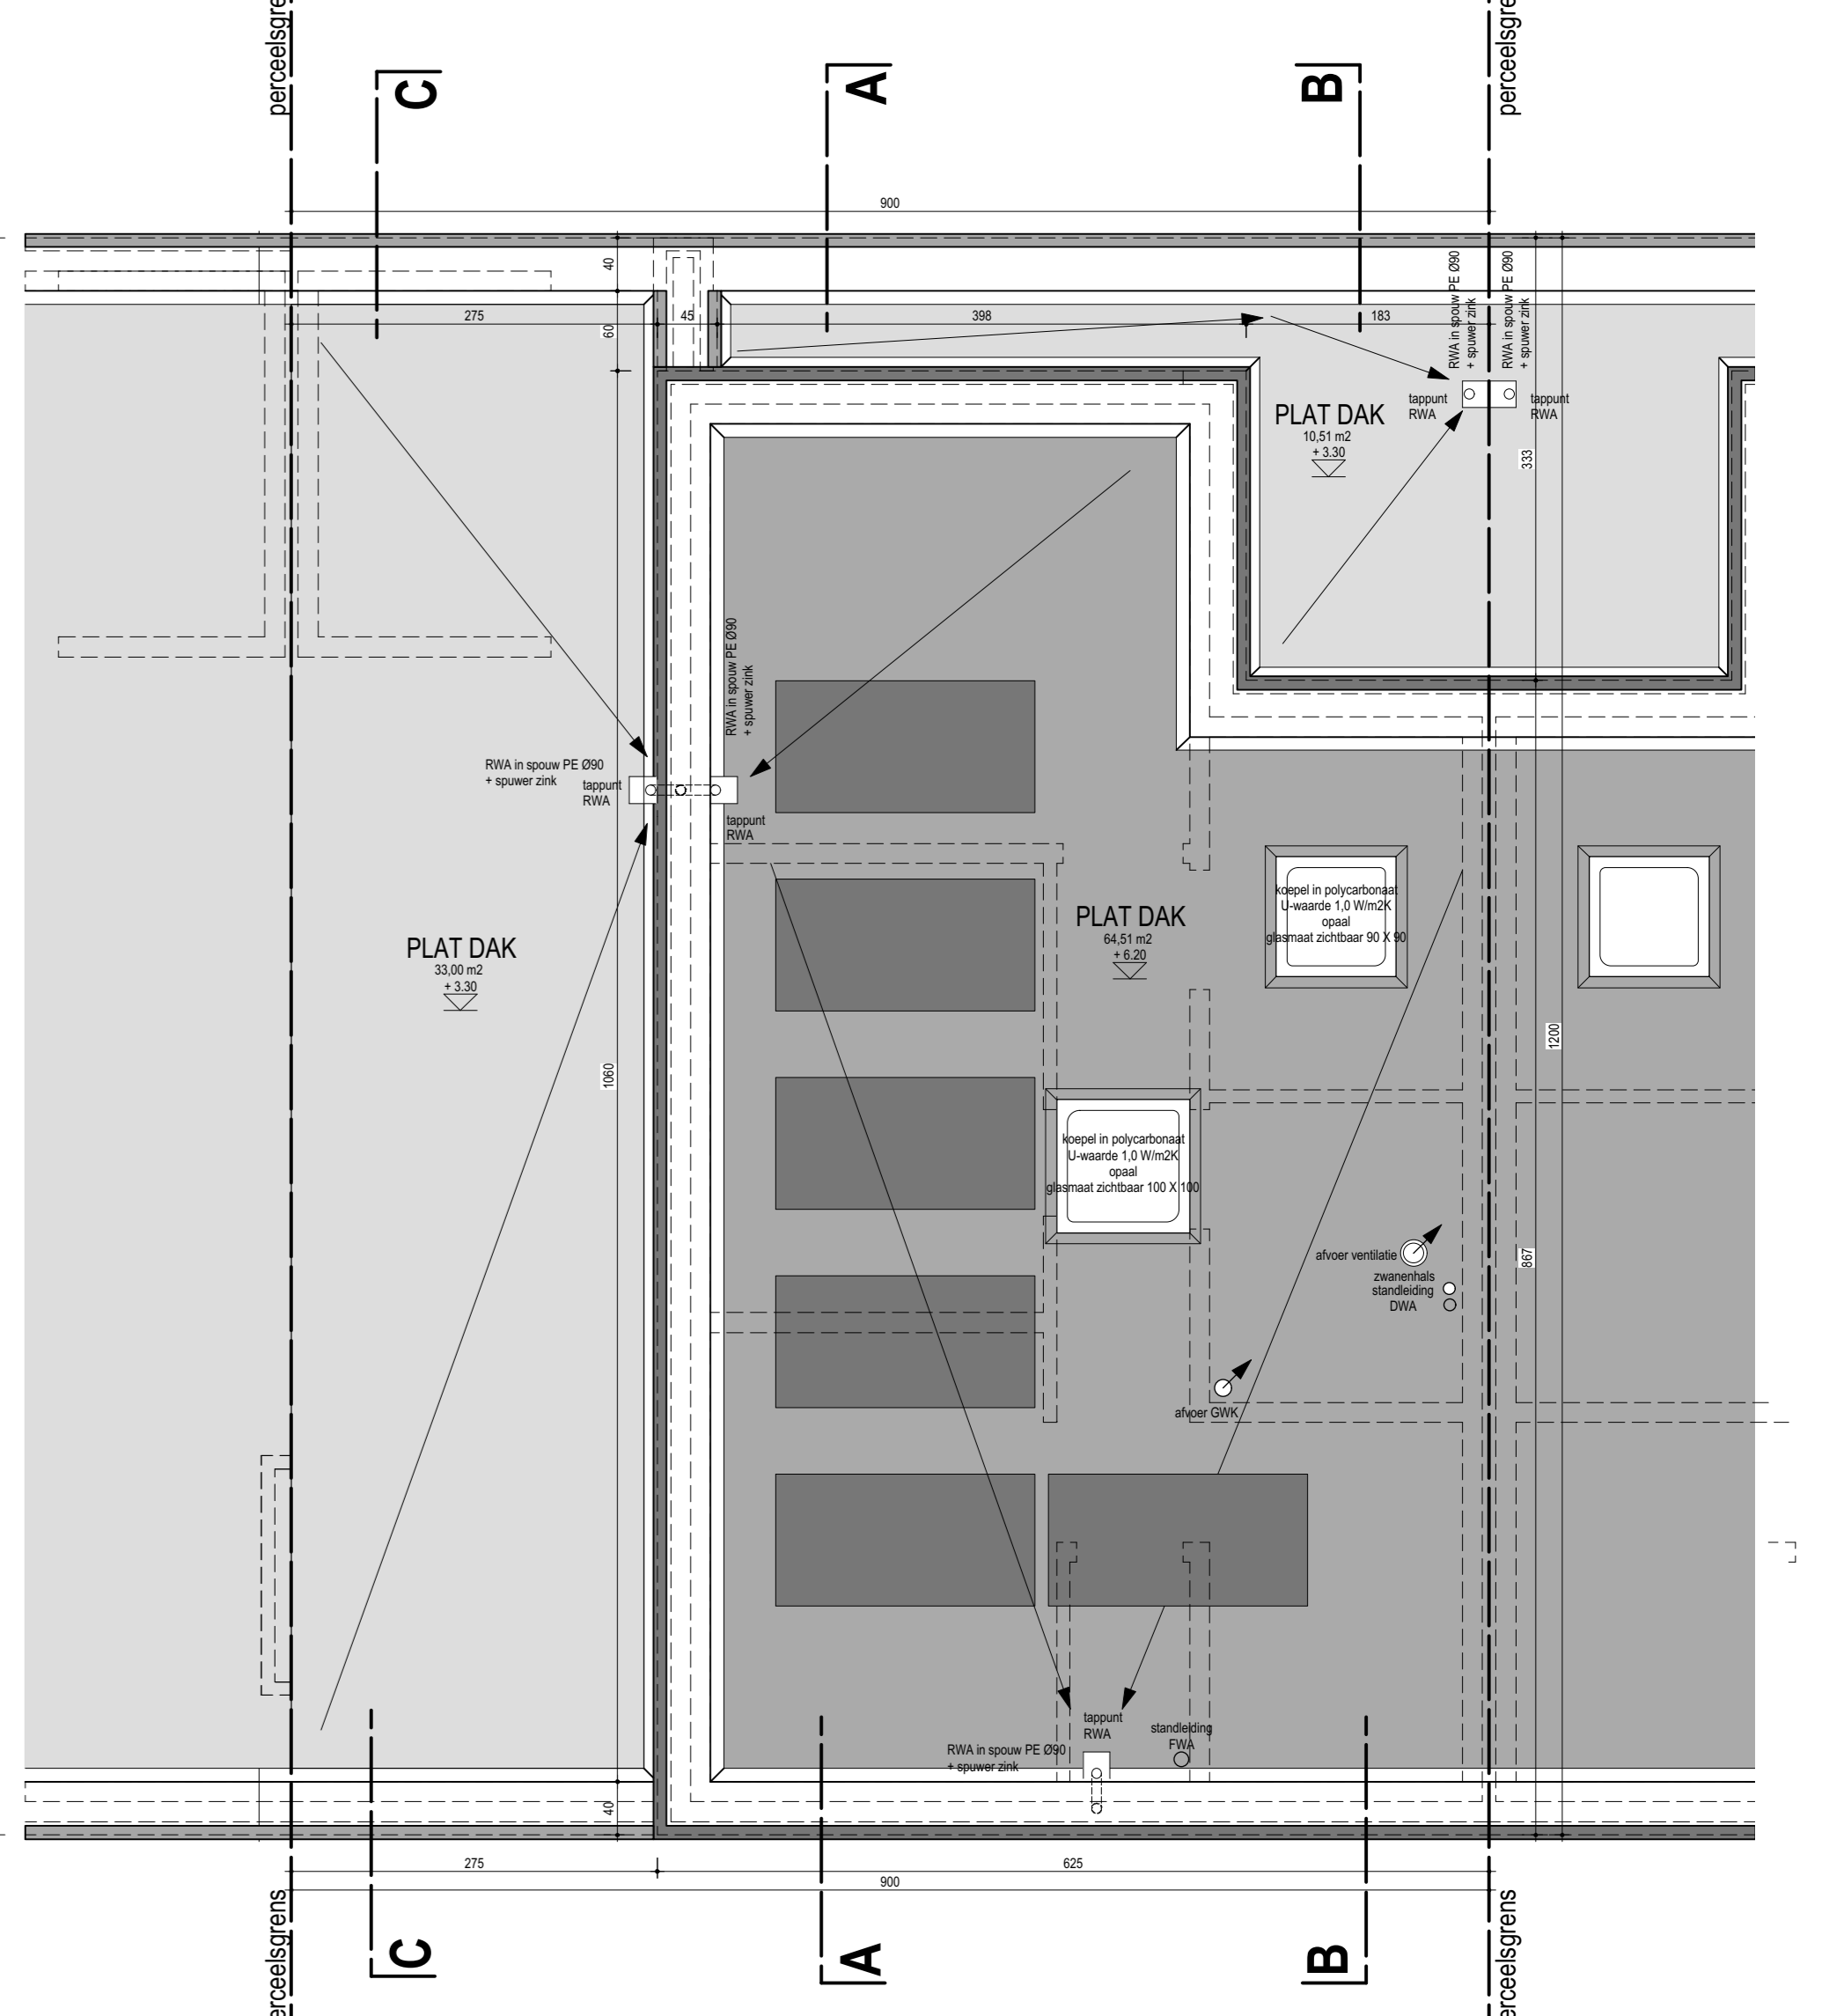 perceelsgre
perceelsgre
C
A
B
900
40
60
275
45
398
183
RWA in spouw PE Ø90
+ spuwer zink
RWA in spouw PE Ø90
+ spuwer zink
tappunt
RWA
tappunt
RWA
PLAT DAK
10,51 m2
+ 3.30
333
RWA in spouw PE Ø90
+ spuwer zink
RWA in spouw PE Ø90
+ spuwer zink
tappunt
RWA
tappunt
RWA
PLAT DAK
33,00 m2
+ 3.30
PLAT DAK
64,51 m2
+ 6.20
koepel in polycarbonaat
U-waarde 1,0 W/m2K
opaal
glasmaat zichtbaar 90 X 90
1060
1200
koepel in polycarbonaat
U-waarde 1,0 W/m2K
opaal
glasmaat zichtbaar 100 X 100
867
afvoer ventilatie
zwanenhals
standleiding
DWA
afvoer GWK
tappunt
RWA
standleiding
FWA
RWA in spouw PE Ø90
+ spuwer zink
40
275
625
900
erceelsgrens
erceelsgrens
C
A
B